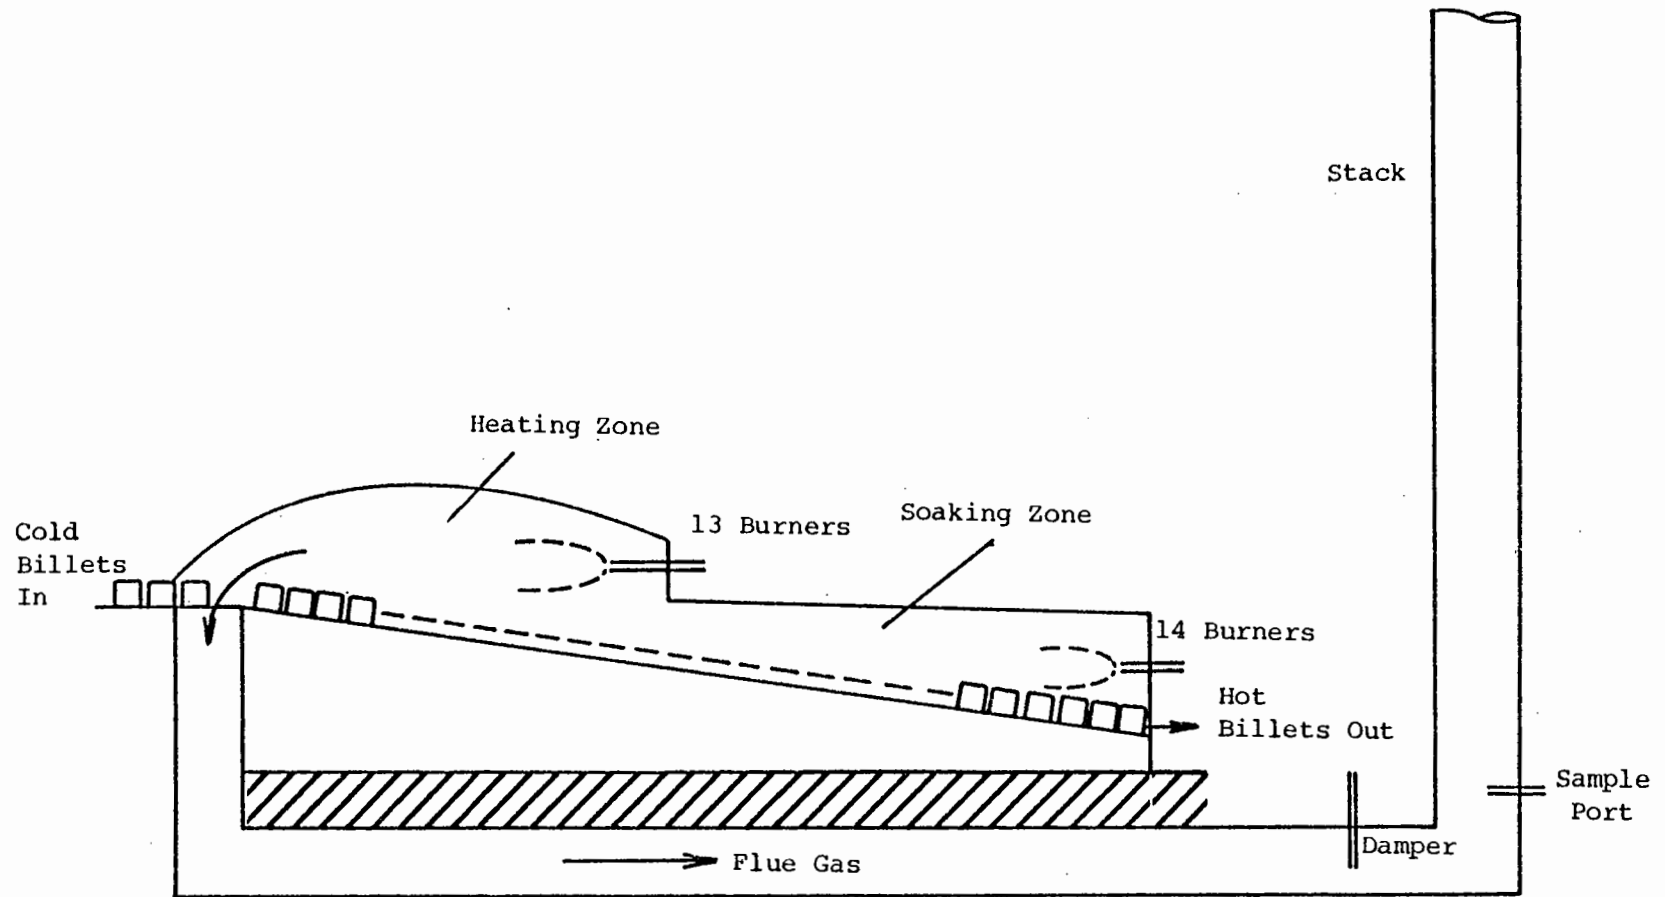 Stack
Heating Zone
13 Burners
Soaking Zone
Cold
Billets
In
14 Burners
Hot
Billets Out
Sample
Port
Damper
Flue Gas